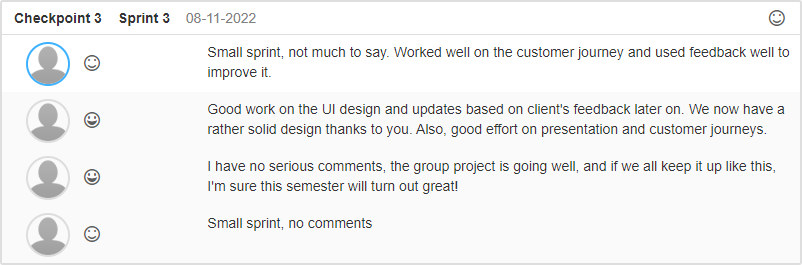 Checkpoint 3 Sprint 3 08-11-2022
Small sprint, not much to say. Worked well on the customer journey and used feedback well to
improve it.
Good work on the UI design and updates based on client's feedback later on. We now have a
rather solid design thanks to you. Also, good effort on presentation and customer journeys.
I have no serious comments, the group project is going well, and if we all keep it up like this,
I'm sure this semester will turn out great!
Small sprint, no comments